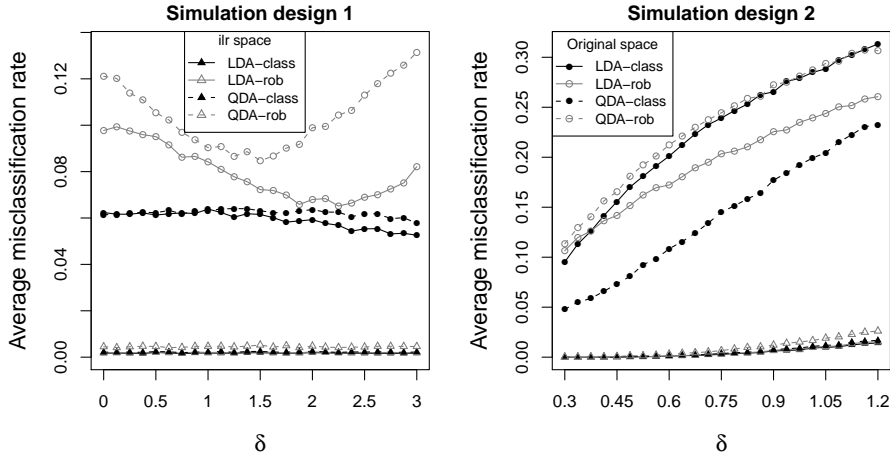 Simulation design 1
Average misclassification rate
0.00
0.04
0.08
0.12
ilr space
LDA−class
LDA−rob
QDA−class
QDA−rob
0
0.5
1
1.5
2
2.5
3
δ
Simulation design 2
Average misclassification rate
0.00
0.05
0.10
0.15
0.20
0.25
0.30
Original space
LDA−class
LDA−rob
QDA−class
QDA−rob
0.3
0.45
0.6
0.75
0.9
1.05
1.2
δ